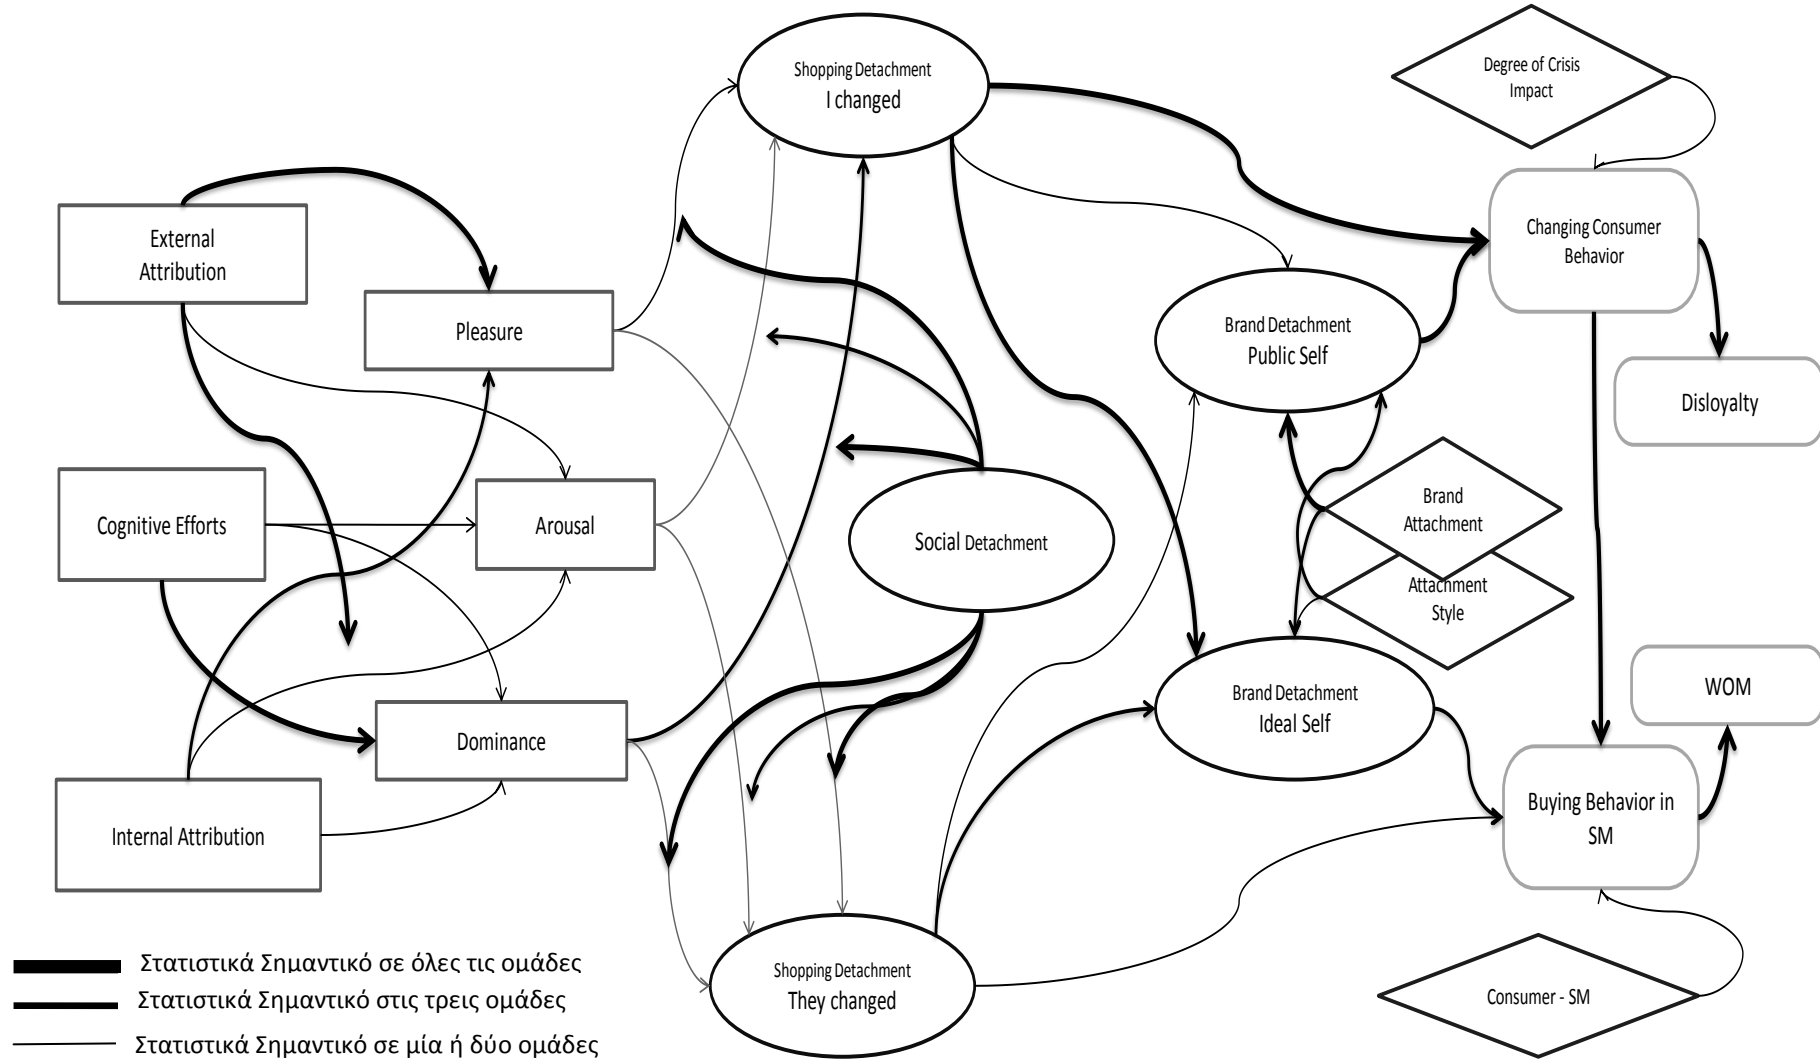 Shopping Detachment
I changed
Degree of Crisis
Impact
External
Attribution
Changing Consumer
Behavior
Pleasure
Brand Detachment
Public Self
Disloyalty
Cognitive Efforts
Arousal
Social Detachment
Brand
Attachment
Attachment
Style
Dominance
Brand Detachment
Ideal Self
WOM
Internal Attribution
Buying Behavior in
SM
Shopping Detachment
They changed
Consumer - SM
Στατιστικά Σημαντικό σε όλες τις ομάδες
Στατιστικά Σημαντικό στις τρεις ομάδες
Στατιστικά Σημαντικό σε μία ή δύο ομάδες